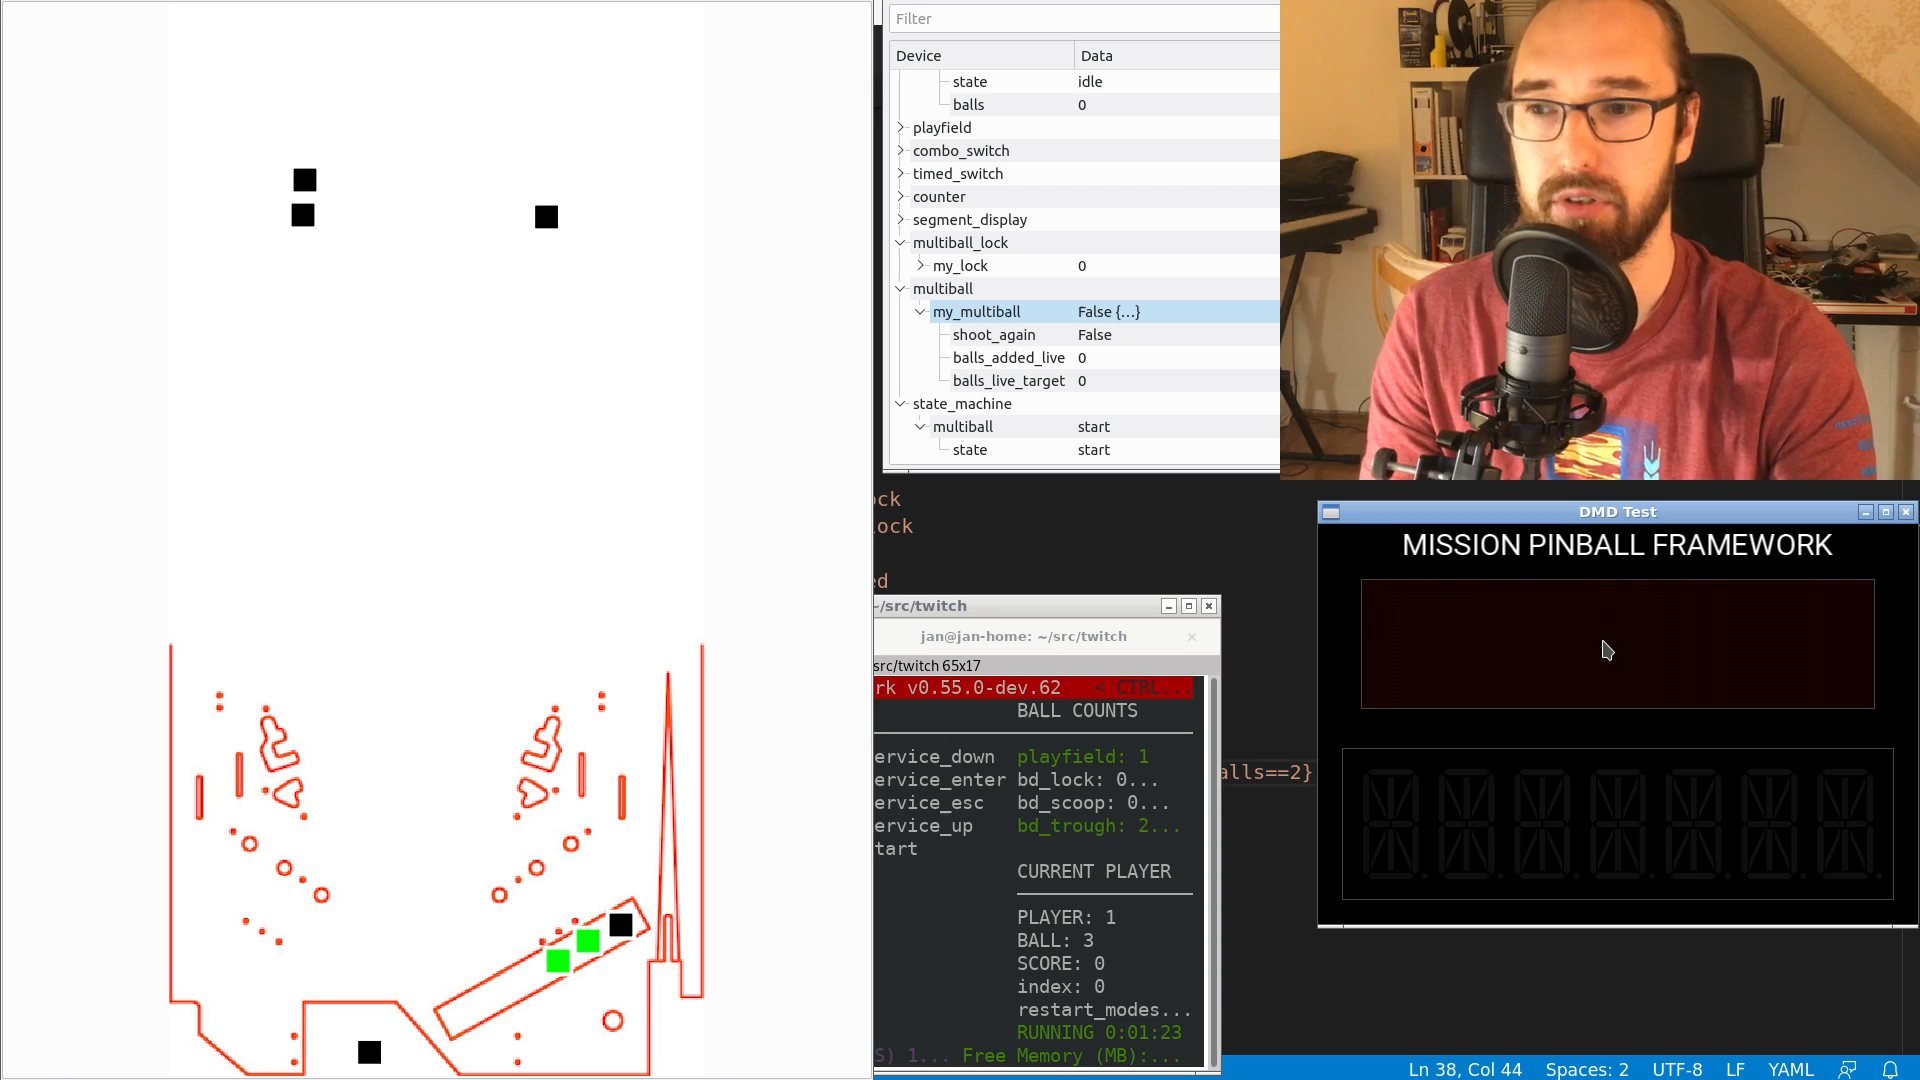 Filter
Device Data
state idle
balls 0
playfield
combo_switch
timed_switch
counter
segment_display
multiball_lock
my_lock 0
multiball
my_multiball False {...}
shoot_again False
balls_added_live 0
balls_live_target 0
state_machine
multiball start
state start
ock
lock
ed
alls==2}
~/src/twitch
jan@jan-home: ~/src/twitch
src/twitch 65x17
rk v0.55.0-dev.62 < CTRL...
BALL COUNTS
ervice_down playfield: 1
ervice_enter bd_lock: 0...
ervice_esc bd_scoop: 0...
ervice_up bd_trough: 2...
tart
CURRENT PLAYER
PLAYER: 1
BALL: 3
SCORE: 0
index: 0
restart_modes...
RUNNING 0:01:23
S) 1... Free Memory (MB):...
DMD Test
MISSION PINBALL FRAMEWORK
Ln 38, Col 44 Spaces: 2 UTF-8 LF YAML